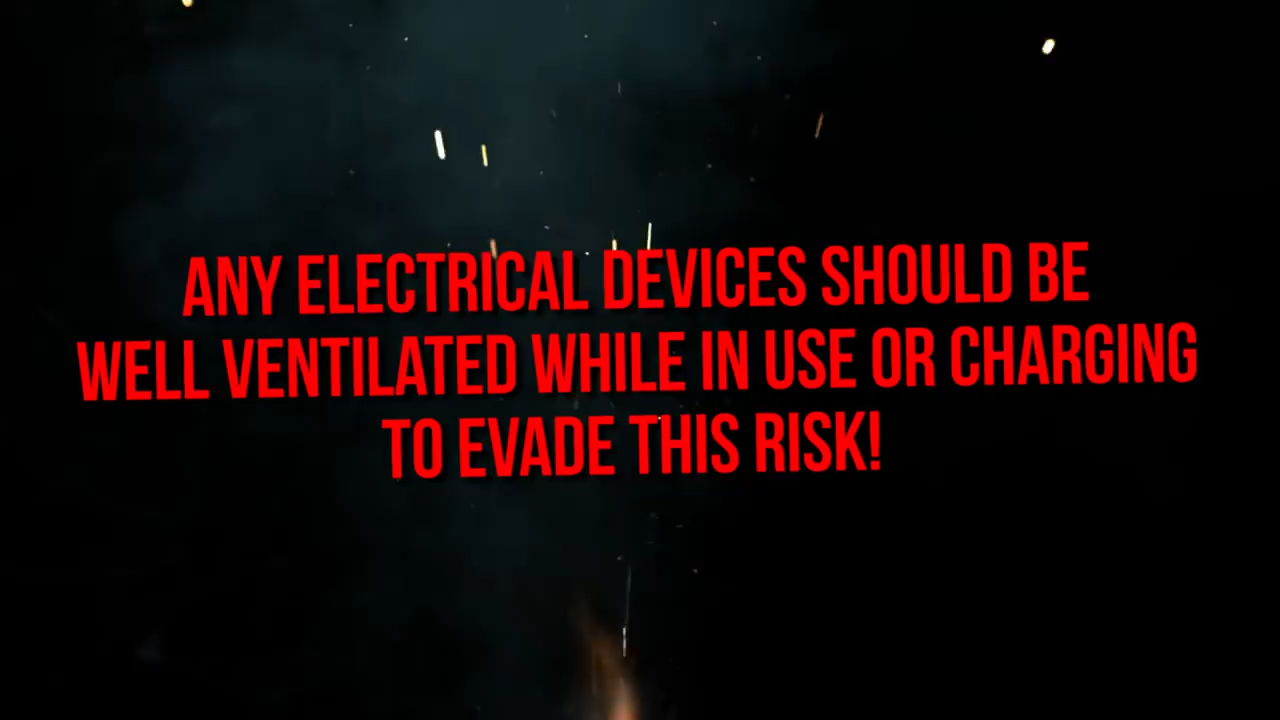 ANY ELECTRICAL DEVICES SHOULD BE
WELL VENTILATED WHILE IN USE OR CHARGING
TO EVADE THIS RISK!